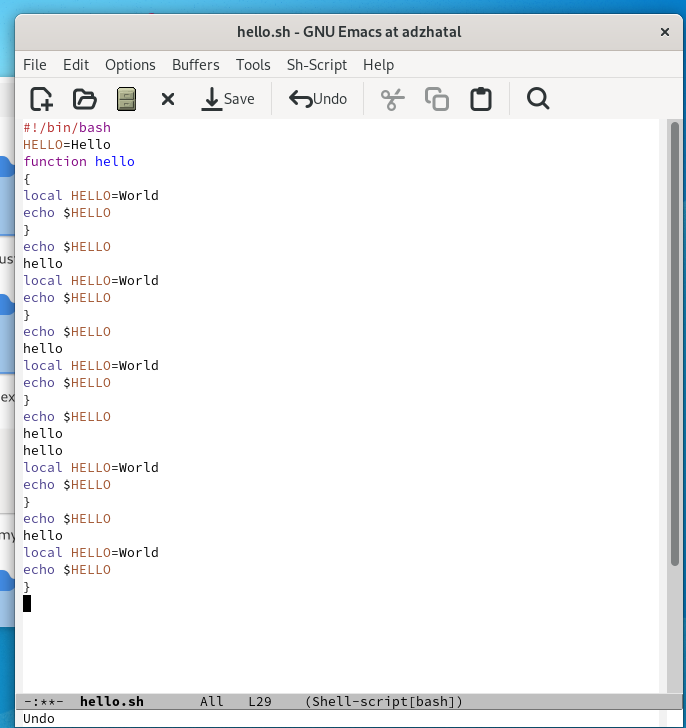 hello.sh - GNU Emacs at adzhatal
File Edit Options Buffers Tools Sh-Script Help
Save Undo
#!/bin/bash
HELLO=Hello
function hello
{
local HELLO=World
echo $HELLO
}
echo $HELLO
hello
local HELLO=World
echo $HELLO
}
echo $HELLO
hello
local HELLO=World
echo $HELLO
}
echo $HELLO
hello
hello
local HELLO=World
echo $HELLO
}
echo $HELLO
hello
local HELLO=World
echo $HELLO
}
-:**- hello.sh All L29 (Shell-script[bash])
Undo